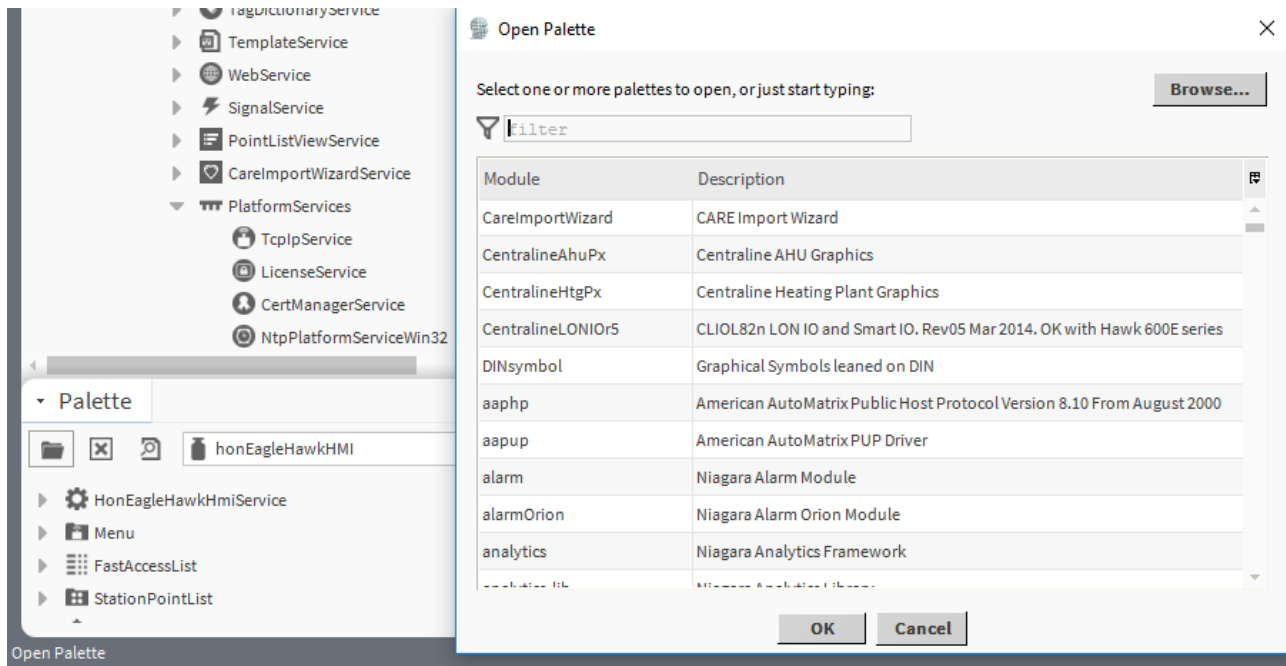 TagDictionaryService
TemplateService
WebService
SignalService
PointListViewService
CareImportWizardService
PlatformServices
TcpIpService
LicenseService
CertManagerService
NtpPlatformServiceWin32
Palette
honEagleHawkHMI
HonEagleHawkHmiService
Menu
FastAccessList
StationPointList
Open Palette
Open Palette
Select one or more palettes to open, or just start typing:
Browse...
filter
Module Description
CareImportWizard CARE Import Wizard
CentralineAhuPx Centraline AHU Graphics
CentralineHtgPx Centraline Heating Plant Graphics
CentralineLONIOr5 CLIOL82n LON IO and Smart IO. Rev05 Mar 2014. OK with Hawk 600E series
DINsymbol Graphical Symbols leaned on DIN
aaphp American AutoMatrix Public Host Protocol Version 8.10 From August 2000
aapup American AutoMatrix PUP Driver
alarm Niagara Alarm Module
alarmOrion Niagara Alarm Orion Module
analytics Niagara Analytics Framework
OK Cancel